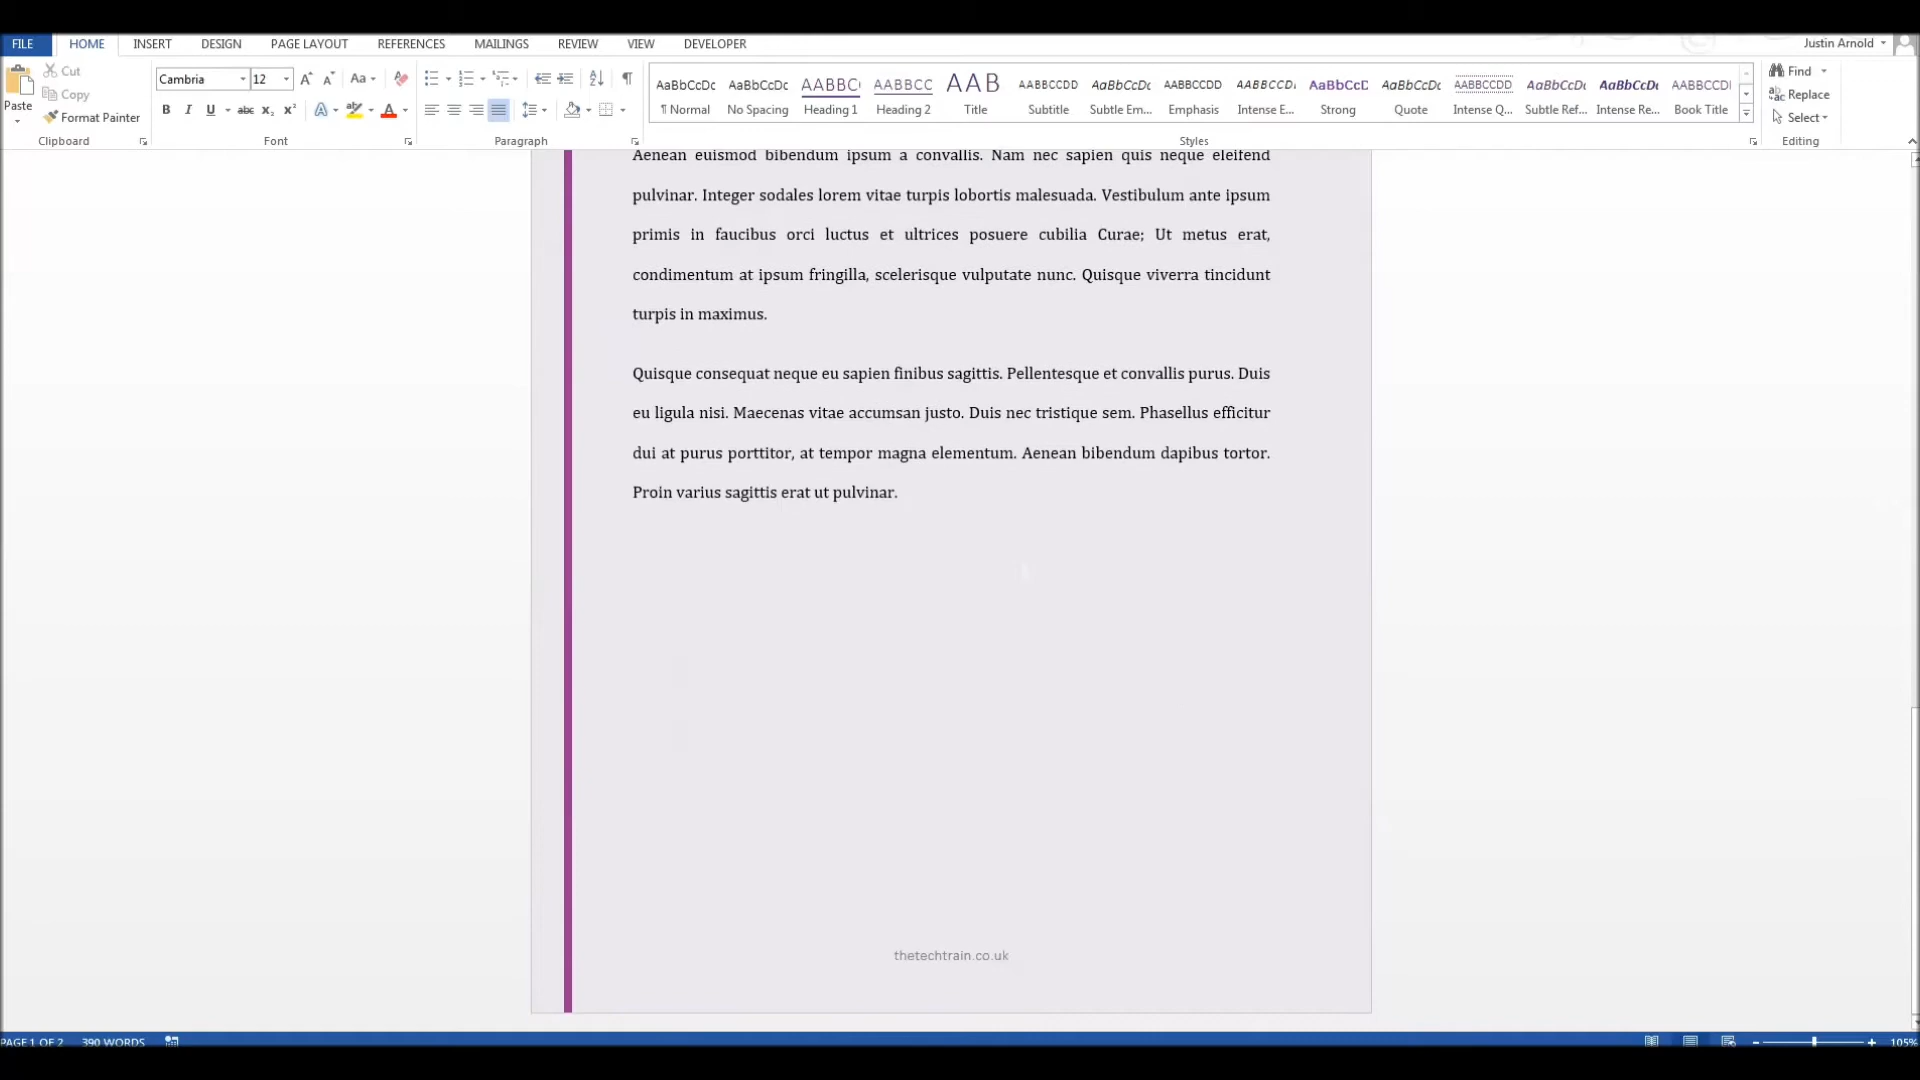 FILE HOME INSERT DESIGN PAGE LAYOUT REFERENCES MAILINGS REVIEW VIEW DEVELOPER Justin Arnold
Cut
Copy
Paste
Format Painter
Clipboard
Cambria 12 Aa
B I U abc x₂ x² A A
Font
Paragraph
AaBbCcDc AaBbCcDc AABBC AABBCC AAB AABBCCDD AaBbCcDc AABBCCDD AABBCCDD AaBbCcD AaBbCcDc AABBCCDD AaBbCcDc AaBbCcDc AABBCCDD
¶ Normal No Spacing Heading 1 Heading 2 Title Subtitle Subtle Em... Emphasis Intense E... Strong Quote Intense Q... Subtle Ref... Intense Re... Book Title
Styles
Find
Replace
Select
Editing
Aenean euismod bibendum ipsum a convallis. Nam nec sapien quis neque eleifend
pulvinar. Integer sodales lorem vitae turpis lobortis malesuada. Vestibulum ante ipsum
primis in faucibus orci luctus et ultrices posuere cubilia Curae; Ut metus erat,
condimentum at ipsum fringilla, scelerisque vulputate nunc. Quisque viverra tincidunt
turpis in maximus.
Quisque consequat neque eu sapien finibus sagittis. Pellentesque et convallis purus. Duis
eu ligula nisi. Maecenas vitae accumsan justo. Duis nec tristique sem. Phasellus efficitur
dui at purus porttitor, at tempor magna elementum. Aenean bibendum dapibus tortor.
Proin varius sagittis erat ut pulvinar.
thetechtrain.co.uk
PAGE 1 OF 2 390 WORDS 105%